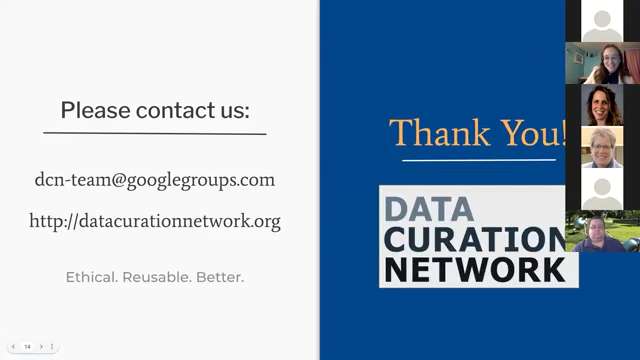 Please contact us:
dcn-team@googlegroups.com
http://datacurationnetwork.org
Ethical. Reusable. Better.
14
Thank You!
DATA
CURATION
NETWORK